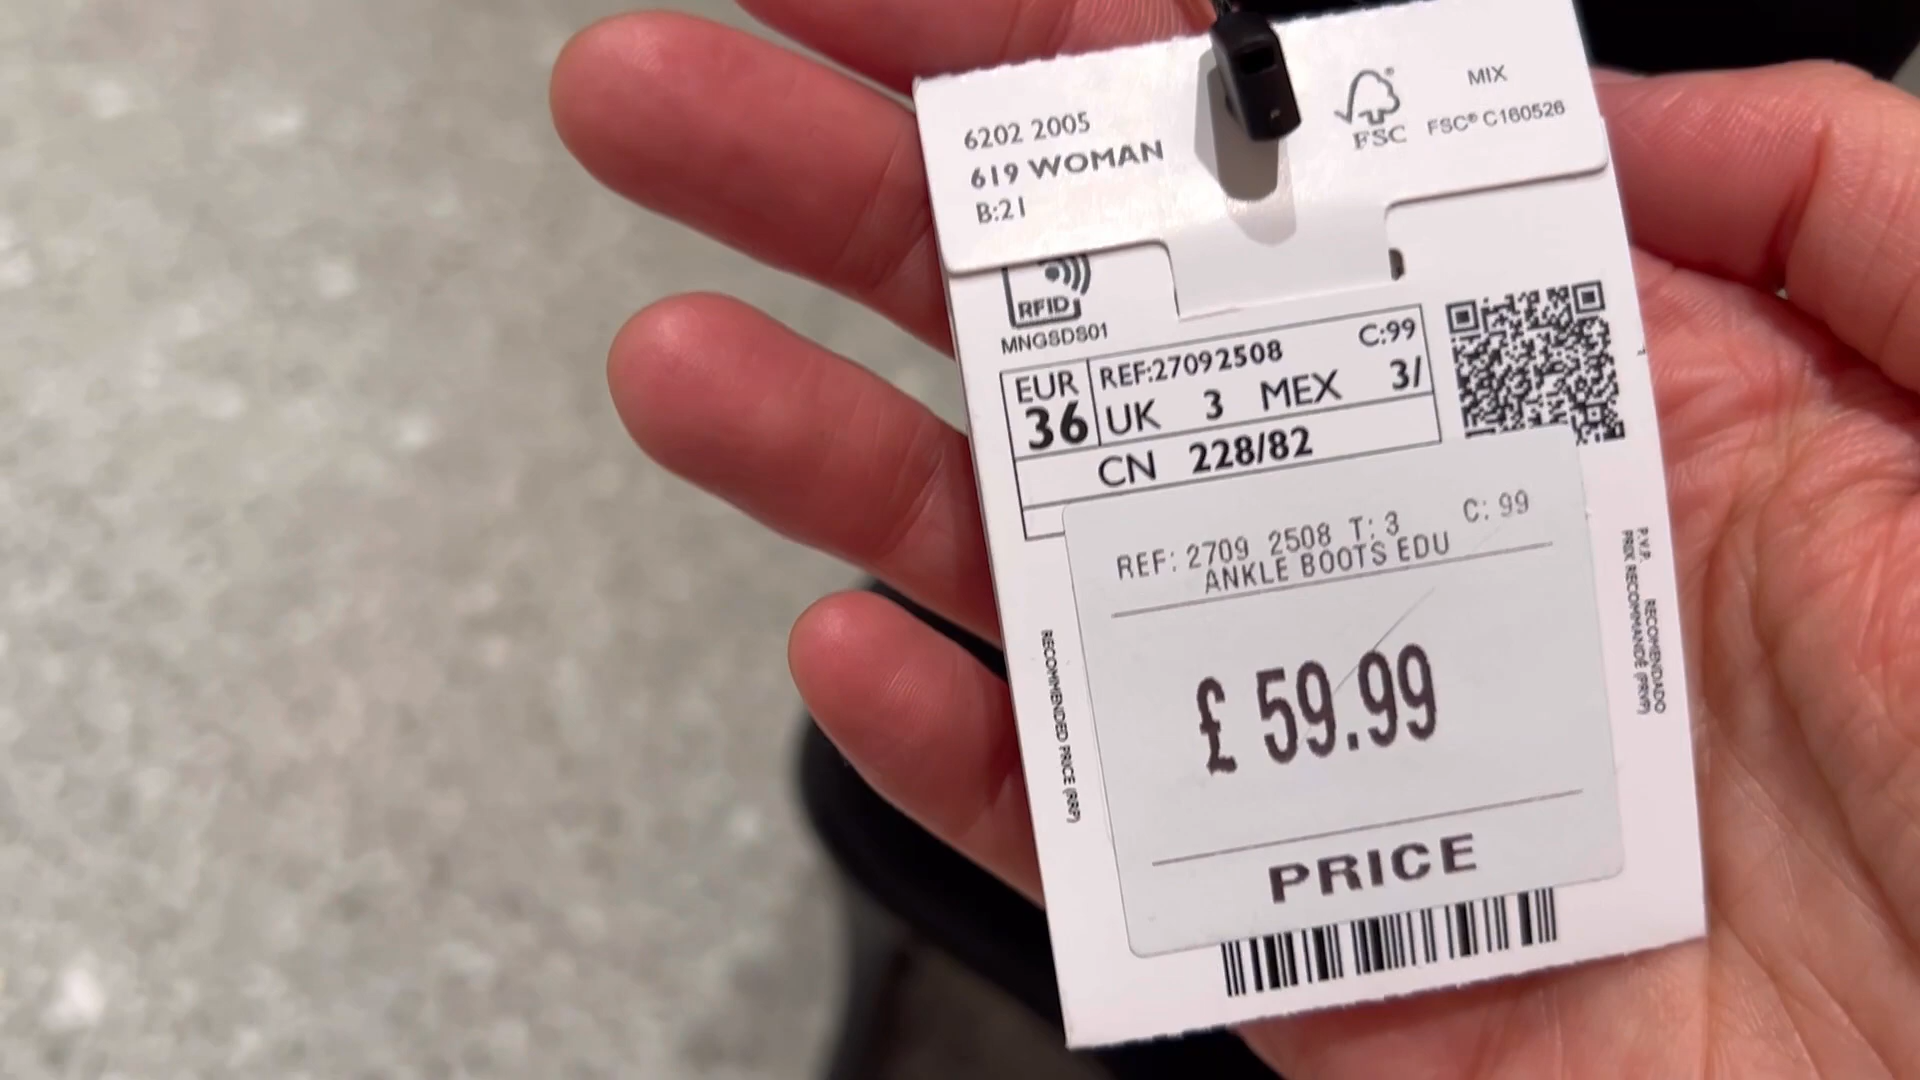 6202 2005
619 WOMAN
B:21
FSC®
MIX
FSC® C160526
RFID
MNGSDS01
EUR
36
REF:27092508 C:99
UK 3 MEX 3/
CN 228/82
REF: 2709 2508 T: 3 C: 99
ANKLE BOOTS EDU
£ 59.99
PRICE
RECOMMENDED PRICE (RRP)
P.V.P. RECOMENDADO
PRIX RECOMMANDÉ (PRVP)